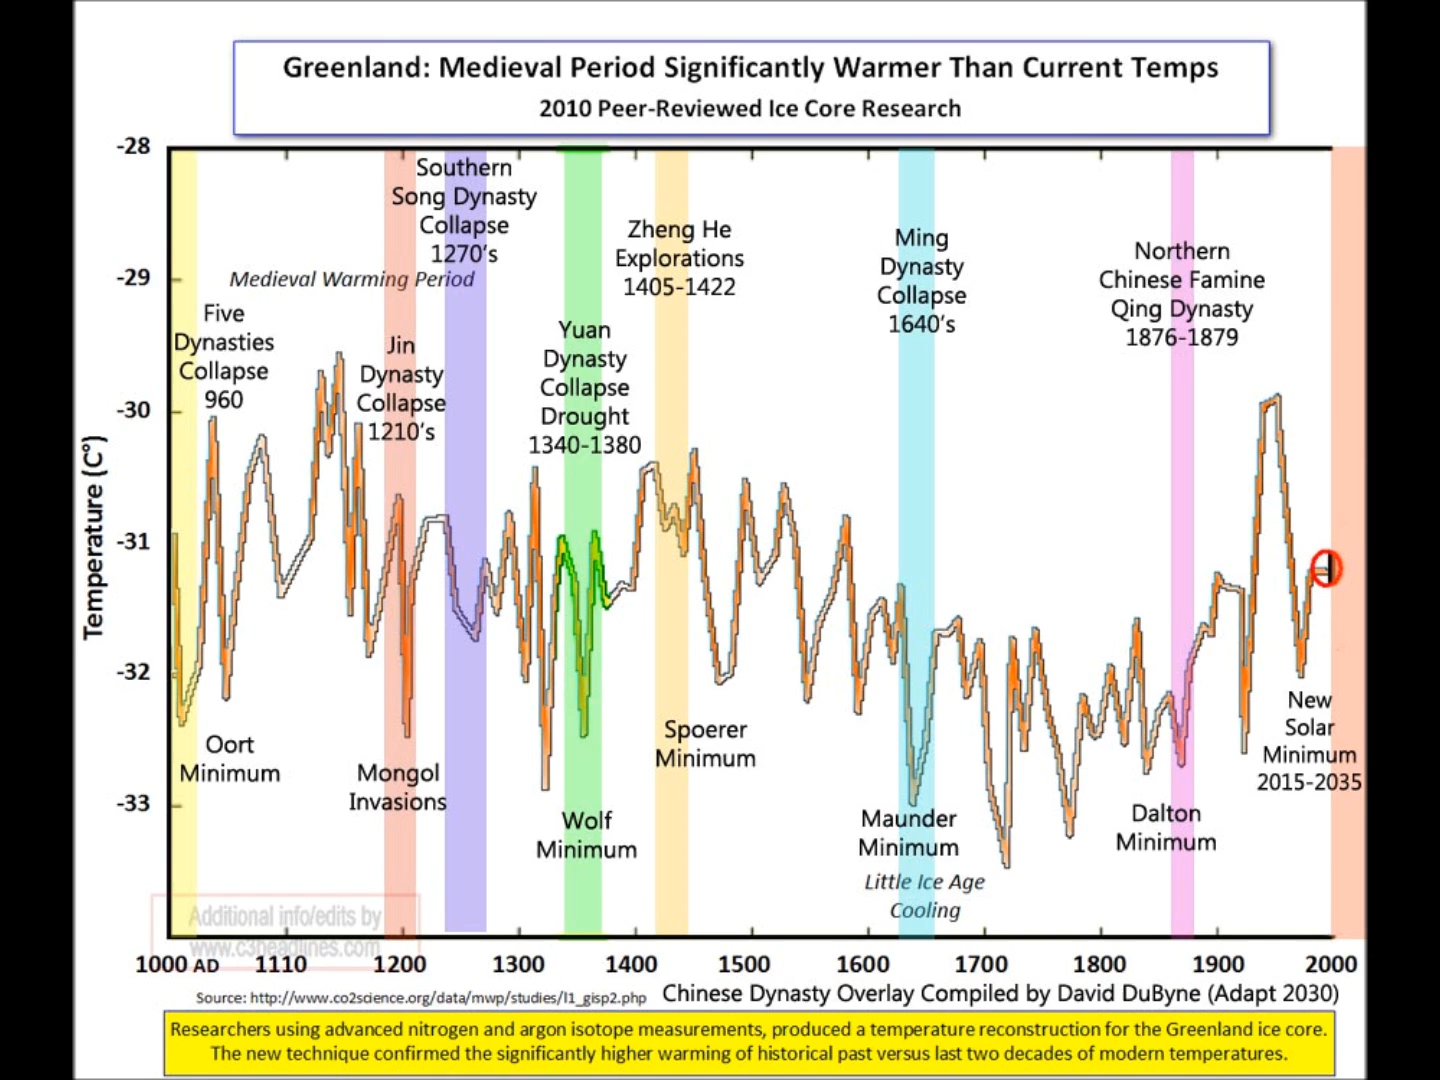 Greenland: Medieval Period Significantly Warmer Than Current Temps
2010 Peer-Reviewed Ice Core Research
-28
-29
-30
-31
-32
-33
Temperature (C°)
Southern
Song Dynasty
Collapse
1270's
Medieval Warming Period
Five
Dynasties
Collapse
960
Jin
Dynasty
Collapse
1210's
Yuan
Dynasty
Collapse
Drought
1340-1380
Zheng He
Explorations
1405-1422
Ming
Dynasty
Collapse
1640's
Northern
Chinese Famine
Qing Dynasty
1876-1879
Oort
Minimum
Mongol
Invasions
Wolf
Minimum
Spoerer
Minimum
Maunder
Minimum
Little Ice Age
Cooling
Dalton
Minimum
New
Solar
Minimum
2015-2035
Additional info/edits by
www.c3headlines.com
1000 AD 1110 1200 1300 1400 1500 1600 1700 1800 1900 2000
Source: http://www.co2science.org/data/mwp/studies/l1_gisp2.php
Chinese Dynasty Overlay Compiled by David DuByne (Adapt 2030)
Researchers using advanced nitrogen and argon isotope measurements, produced a temperature reconstruction for the Greenland ice core.
The new technique confirmed the significantly higher warming of historical past versus last two decades of modern temperatures.